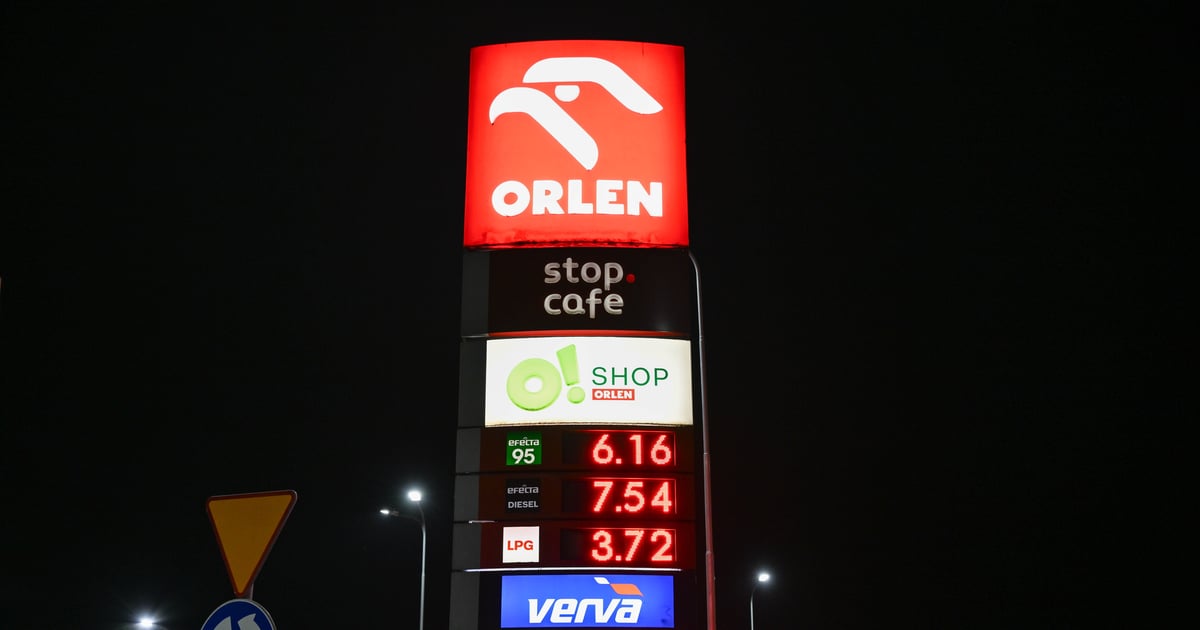 ORLEN
stop.
cafe
O! SHOP
ORLEN
efecta
95
6.16
efecta
DIESEL
7.54
LPG
3.72
verva